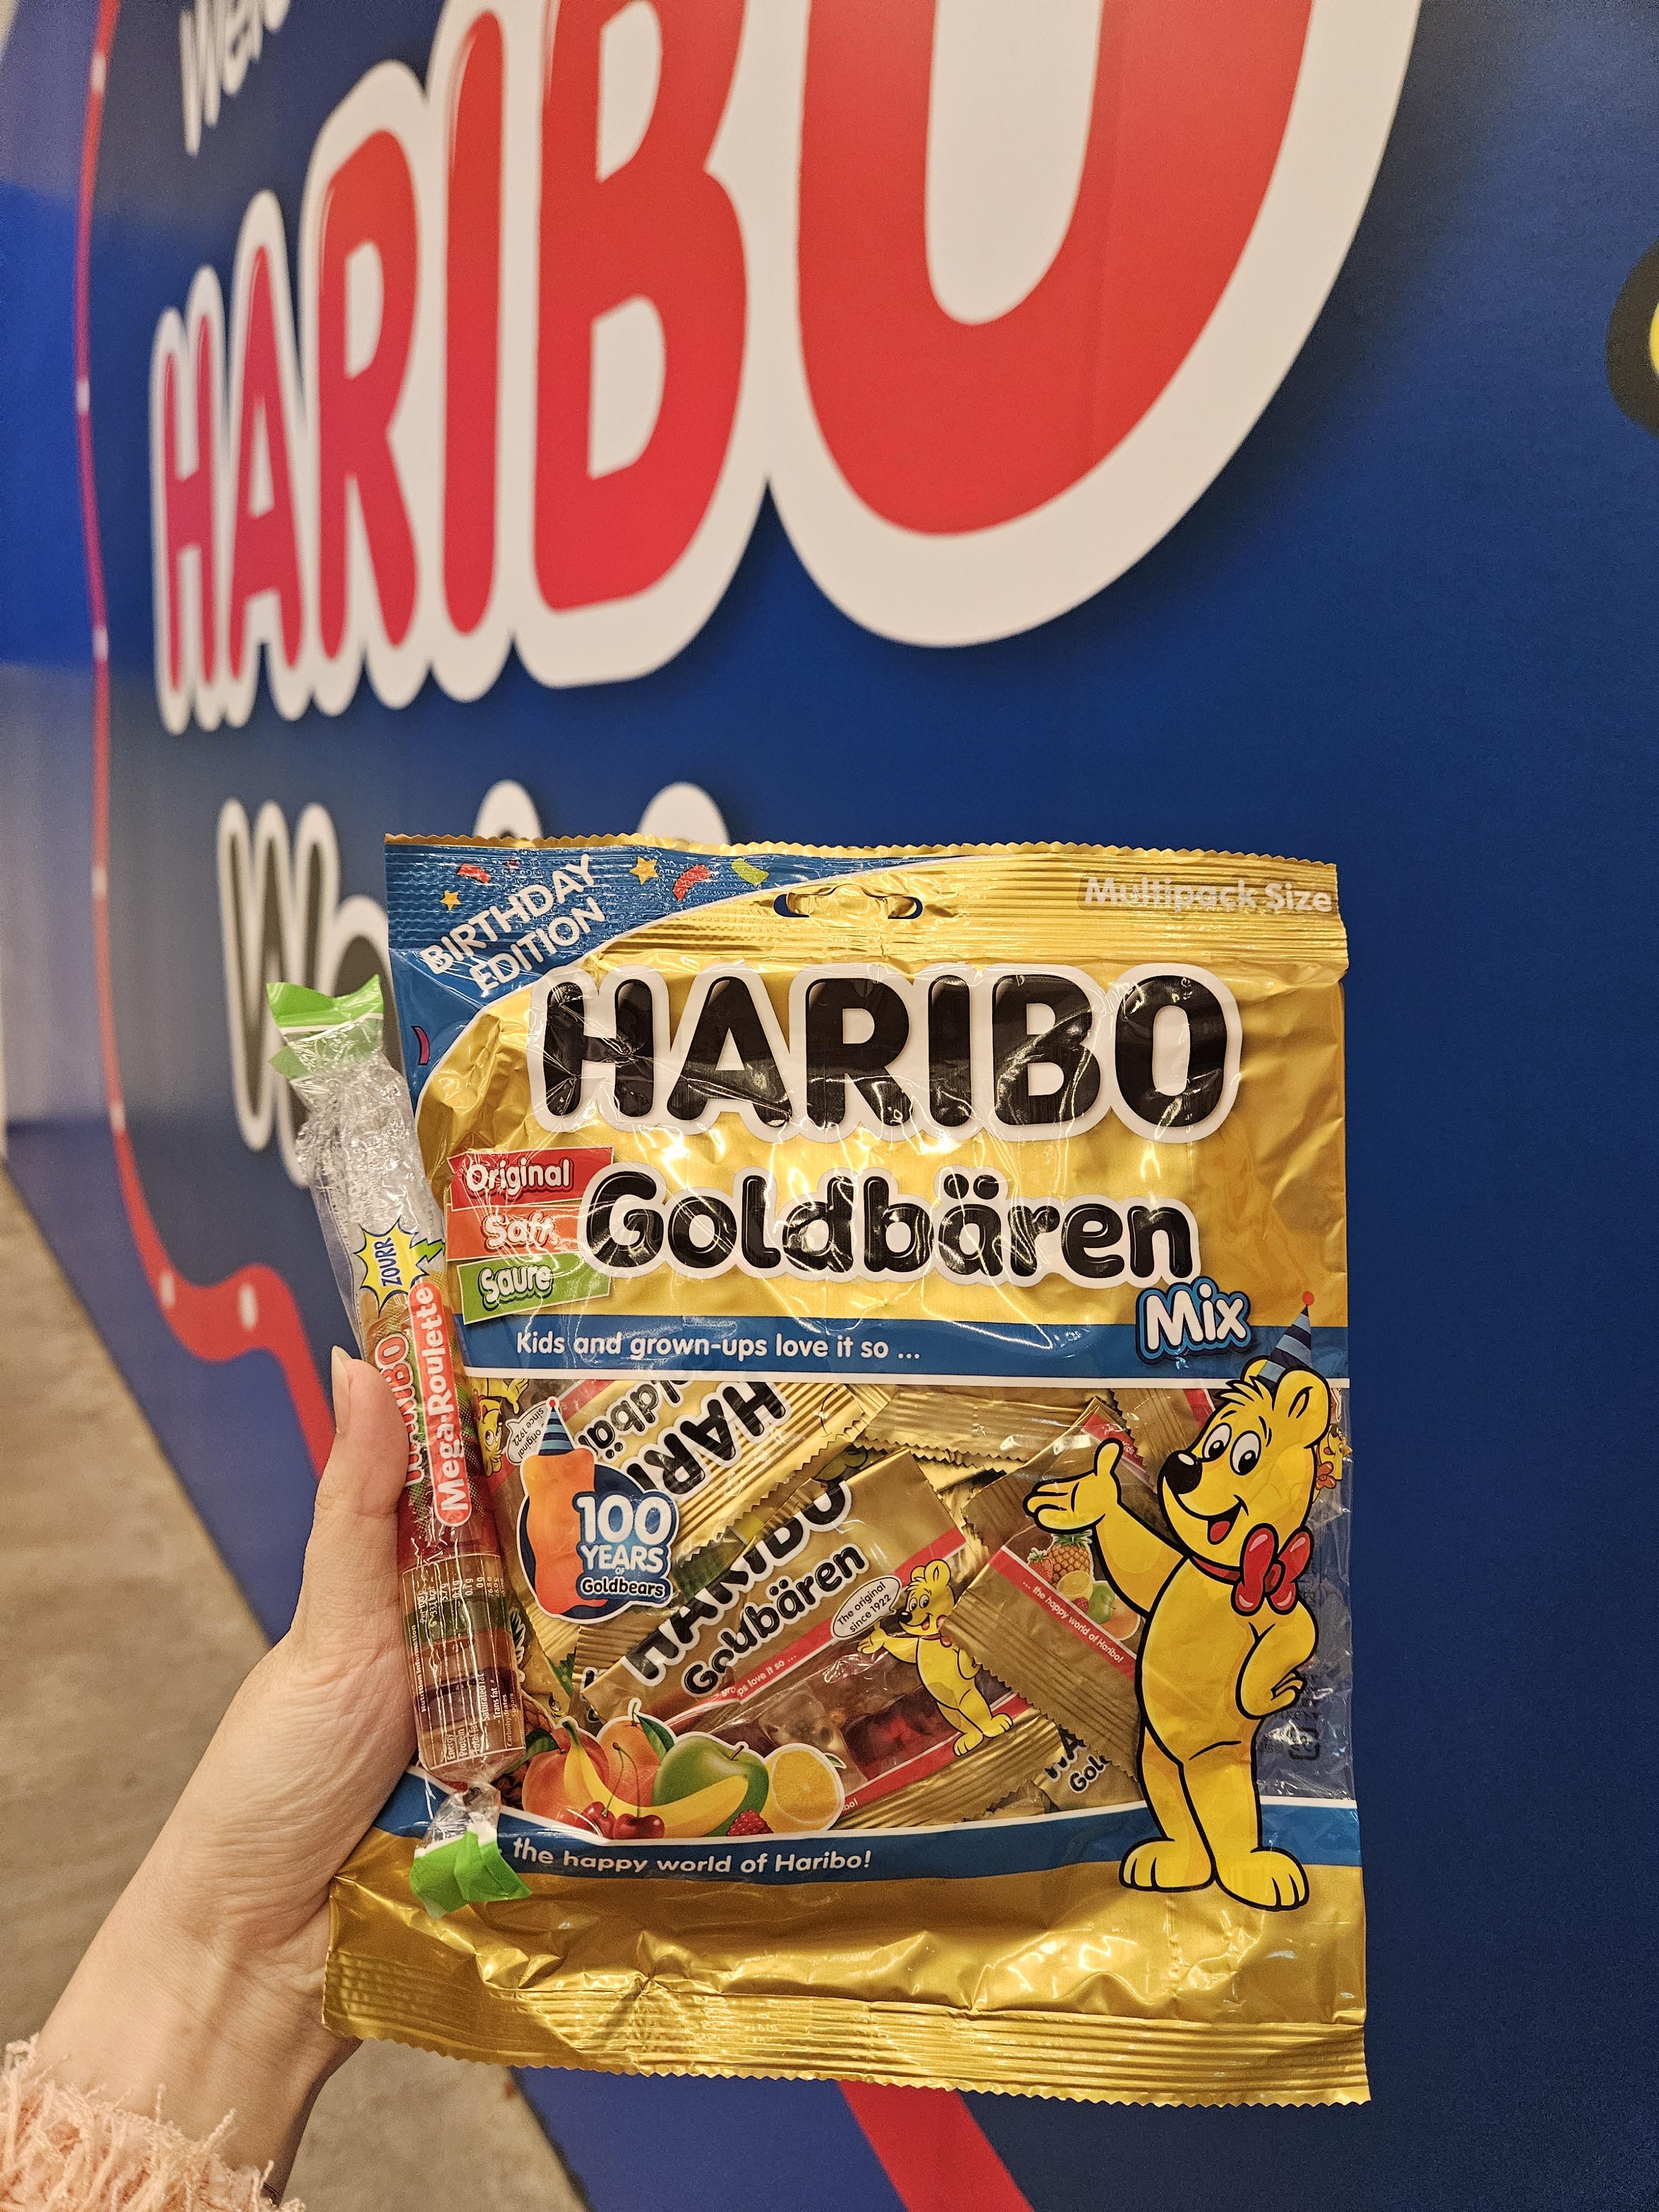 HARIBO
BIRTHDAY
EDITION
Multipack Size
HARIBO
Original
Saft
Saure
Goldbären
Mix
Kids and grown-ups love it so ...
ZOURR
HARIBO
Mega-Roulette
100
YEARS
OF
Goldbears
HARIBO
Goldbären
The original
since 1922
... the happy world of Haribo!
the happy world of Haribo!